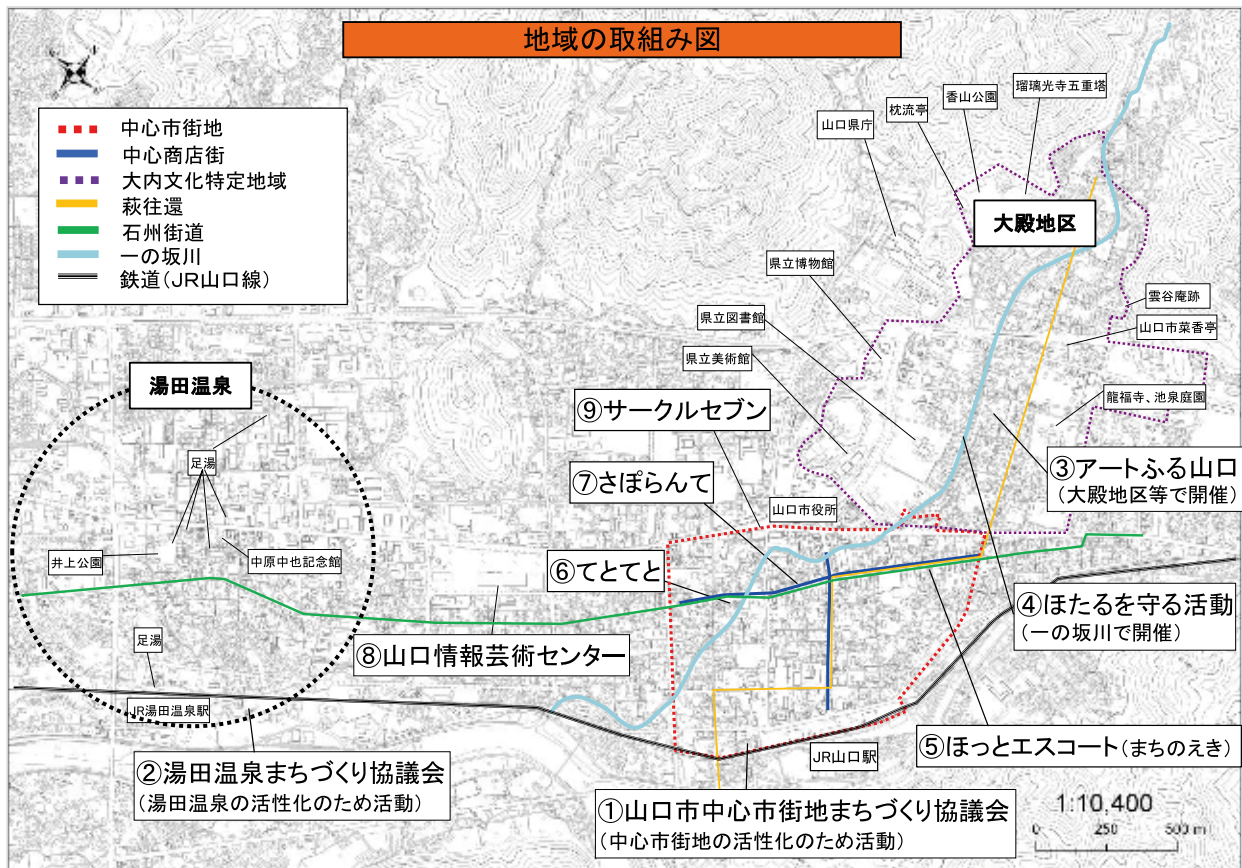 地域の取組み図
中心市街地
中心商店街
大内文化特定地域
萩往還
石州街道
一の坂川
鉄道(JR山口線)
瑠璃光寺五重塔
香山公園
枕流亭
山口県庁
大殿地区
県立博物館
雲谷庵跡
県立図書館
山口市菜香亭
県立美術館
湯田温泉
龍福寺、池泉庭園
⑨サークルセブン
足湯
③アートふる山口
(大殿地区等で開催)
⑦さぽらんて
山口市役所
井上公園
中原中也記念館
⑥てとてと
④ほたるを守る活動
(一の坂川で開催)
足湯
⑧山口情報芸術センター
JR湯田温泉駅
⑤ほっとエスコート(まちのえき)
JR山口駅
②湯田温泉まちづくり協議会
(湯田温泉の活性化のため活動)
①山口市中心市街地まちづくり協議会
(中心市街地の活性化のため活動)
1:10,400
0 250 500 m